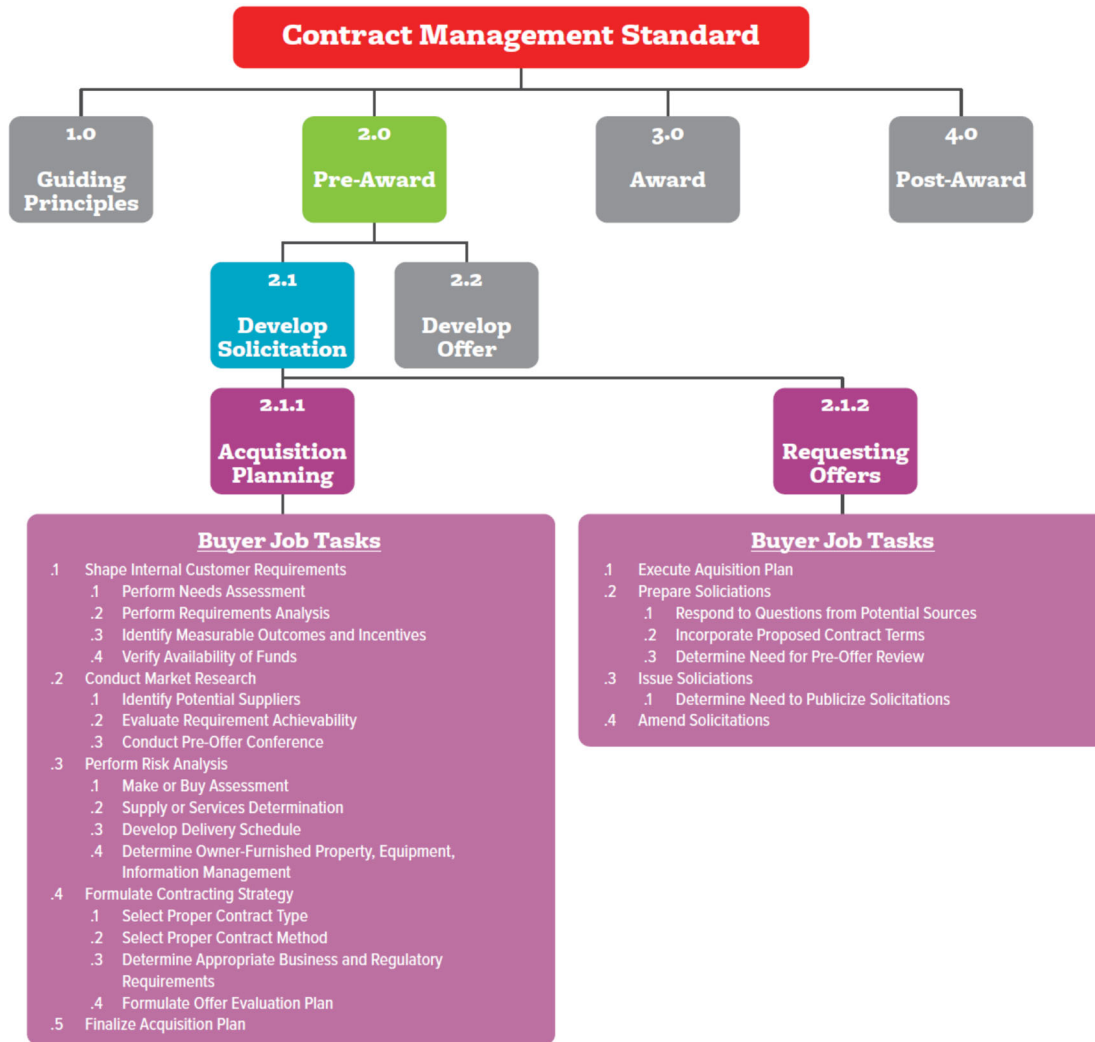 Contract Management Standard
1.0
Guiding
Principles
2.0
Pre-Award
3.0
Award
4.0
Post-Award
2.1
Develop
Solicitation
2.2
Develop
Offer
2.1.1
Acquisition
Planning
2.1.2
Requesting
Offers
Buyer Job Tasks
.1 Shape Internal Customer Requirements
.1 Perform Needs Assessment
.2 Perform Requirements Analysis
.3 Identify Measurable Outcomes and Incentives
.4 Verify Availability of Funds
.2 Conduct Market Research
.1 Identify Potential Suppliers
.2 Evaluate Requirement Achievability
.3 Conduct Pre-Offer Conference
.3 Perform Risk Analysis
.1 Make or Buy Assessment
.2 Supply or Services Determination
.3 Develop Delivery Schedule
.4 Determine Owner-Furnished Property, Equipment,
Information Management
.4 Formulate Contracting Strategy
.1 Select Proper Contract Type
.2 Select Proper Contract Method
.3 Determine Appropriate Business and Regulatory
Requirements
.4 Formulate Offer Evaluation Plan
.5 Finalize Acquisition Plan
Buyer Job Tasks
.1 Execute Aquisition Plan
.2 Prepare Soliciations
.1 Respond to Questions from Potential Sources
.2 Incorporate Proposed Contract Terms
.3 Determine Need for Pre-Offer Review
.3 Issue Soliciations
.1 Determine Need to Publicize Solicitations
.4 Amend Solicitations